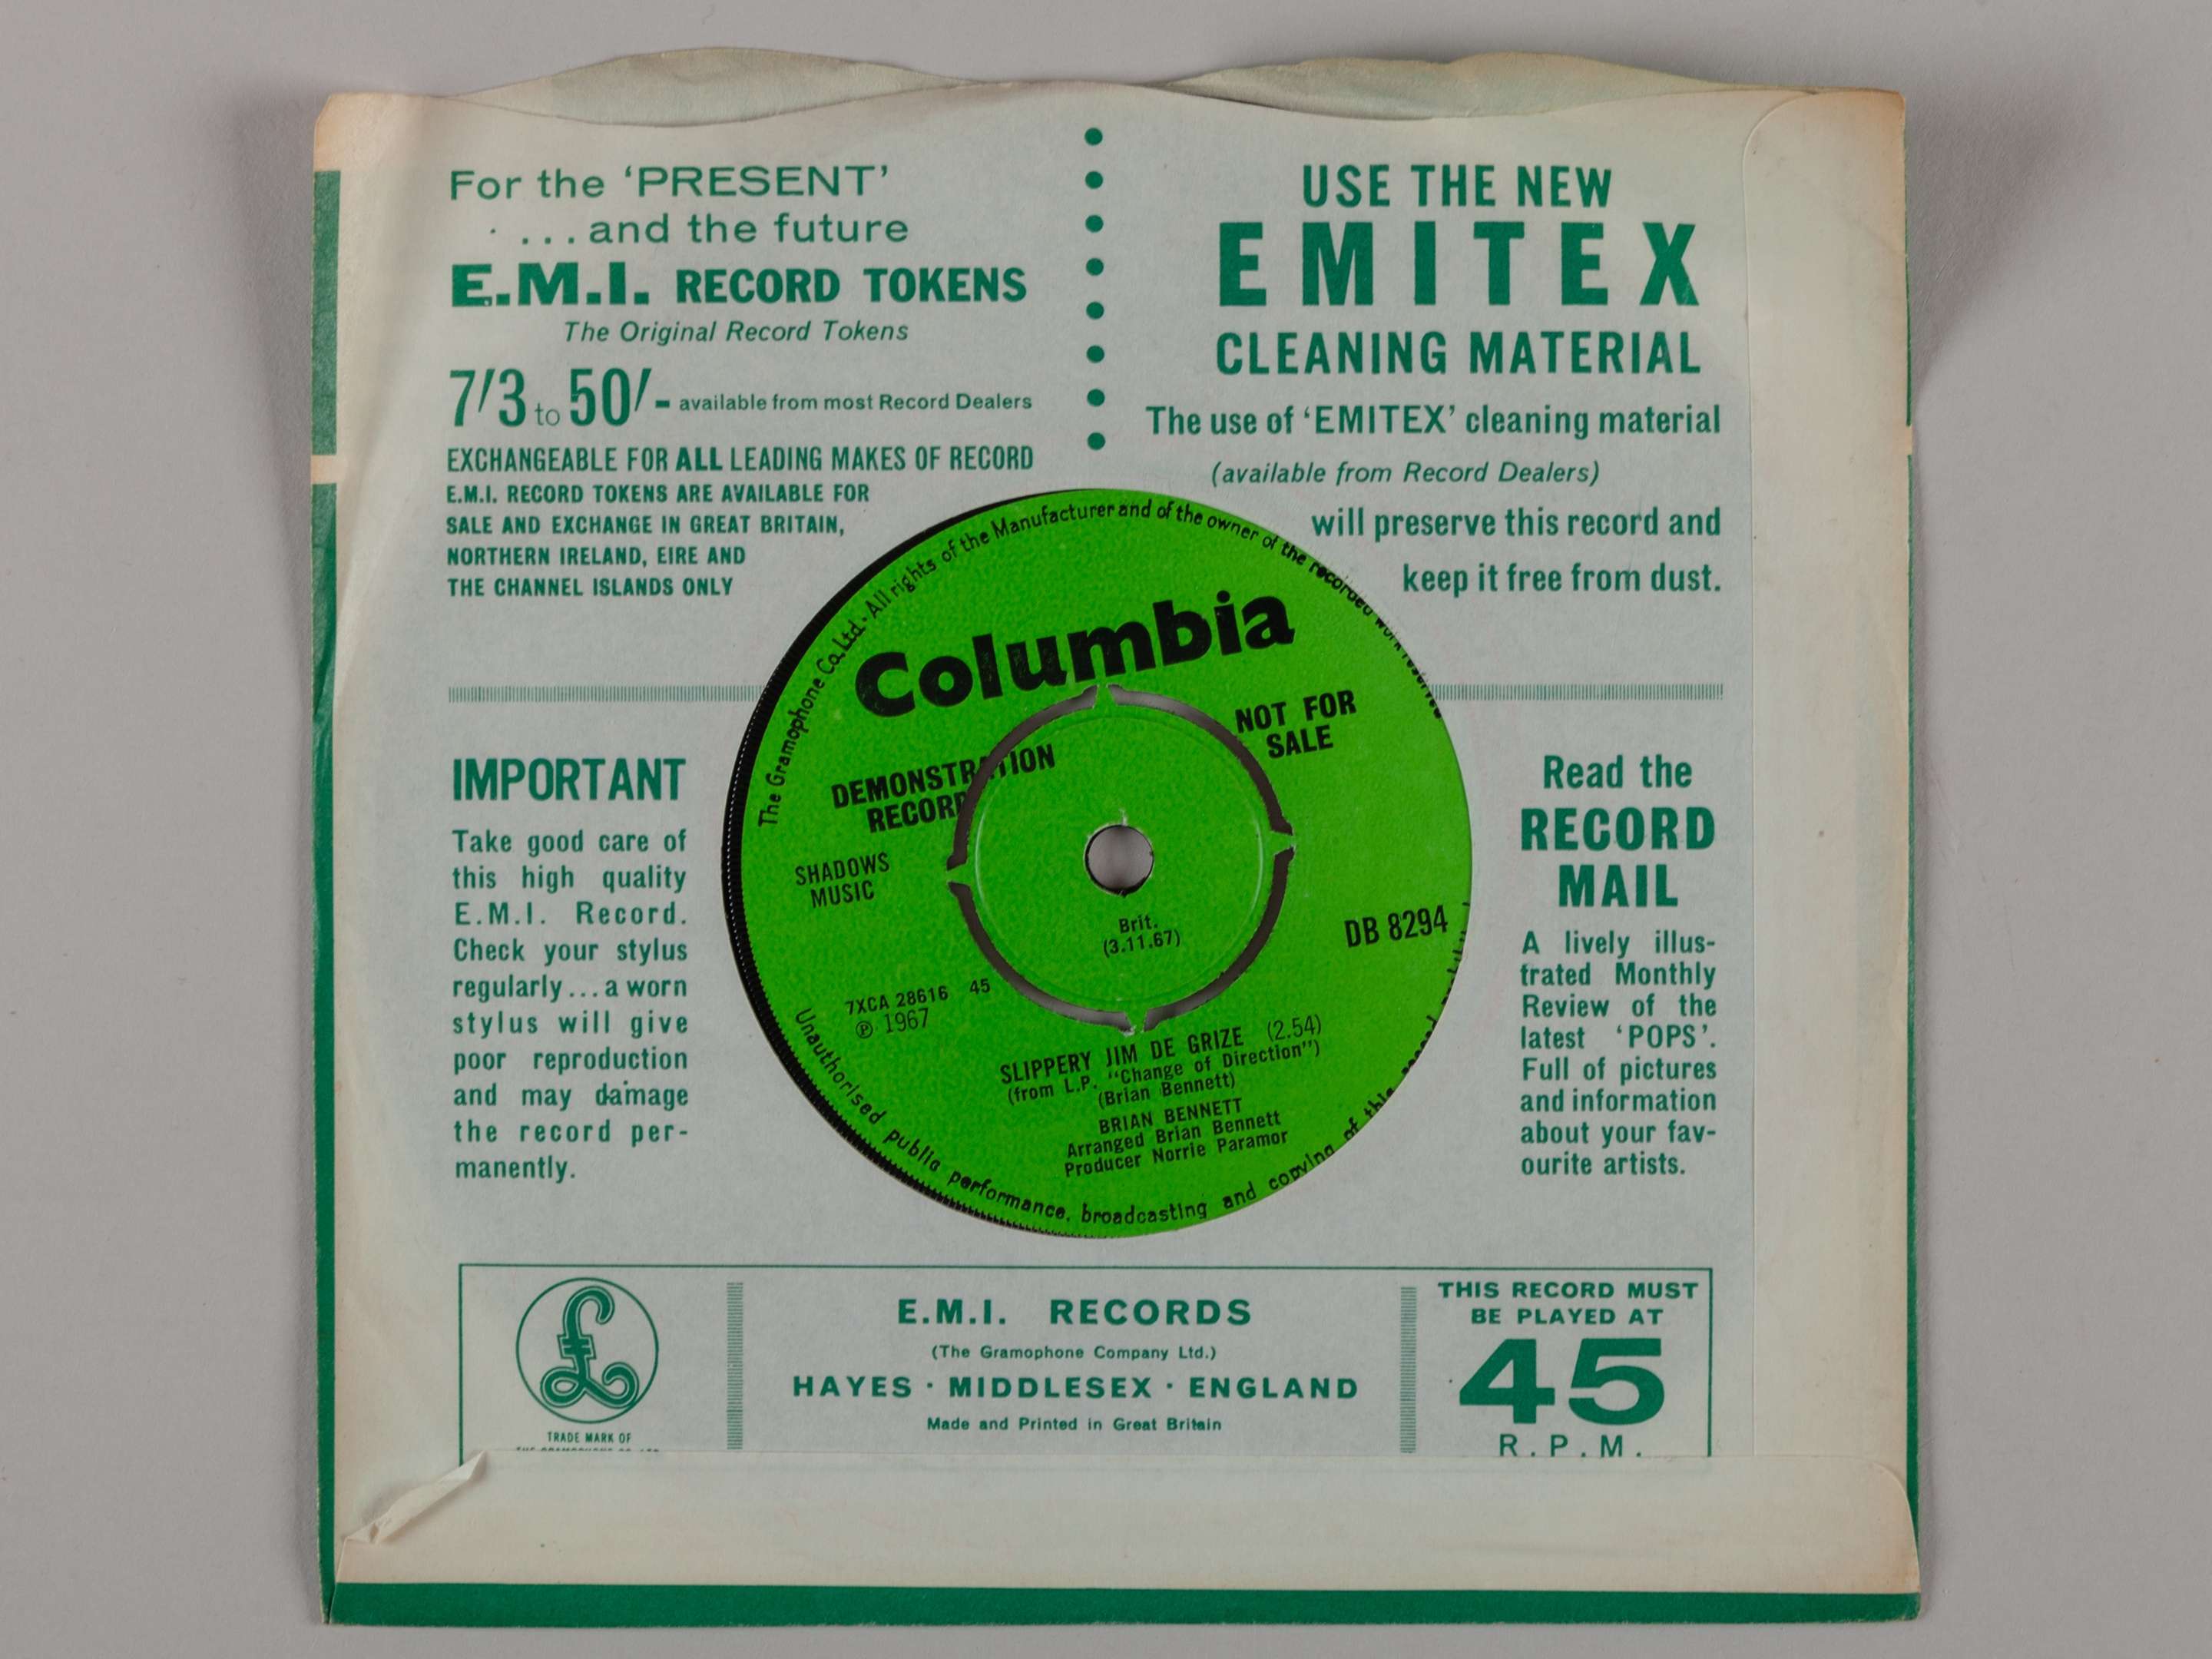 For the ‘PRESENT’
. . . and the future
E.M.I. RECORD TOKENS
The Original Record Tokens
7/3 to 50/- available from most Record Dealers
EXCHANGEABLE FOR ALL LEADING MAKES OF RECORD
E.M.I. RECORD TOKENS ARE AVAILABLE FOR
SALE AND EXCHANGE IN GREAT BRITAIN,
NORTHERN IRELAND, EIRE AND
THE CHANNEL ISLANDS ONLY
USE THE NEW
EMITEX
CLEANING MATERIAL
The use of ‘EMITEX’ cleaning material
(available from Record Dealers)
will preserve this record and
keep it free from dust.
IMPORTANT
Take good care of
this high quality
E.M.I. Record.
Check your stylus
regularly... a worn
stylus will give
poor reproduction
and may damage
the record per-
manently.
The Gramophone Co. Ltd. · All rights of the Manufacturer and of the owner of the recorded work reserved
Columbia
DEMONSTRATION
RECORD
NOT FOR
SALE
SHADOWS
MUSIC
Brit.
(3.11.67)
DB 8294
7XCA 28616 45
℗ 1967
SLIPPERY JIM DE GRIZE (2.54)
(from L.P. "Change of Direction")
(Brian Bennett)
BRIAN BENNETT
Arranged Brian Bennett
Producer Norrie Paramor
Unauthorised public performance, broadcasting and copying of this record
Read the
RECORD
MAIL
A lively illus-
trated Monthly
Review of the
latest ‘POPS’.
Full of pictures
and information
about your fav-
ourite artists.
£
TRADE MARK OF
E.M.I. RECORDS
(The Gramophone Company Ltd.)
HAYES · MIDDLESEX · ENGLAND
Made and Printed in Great Britain
THIS RECORD MUST
BE PLAYED AT
45
R.P.M.